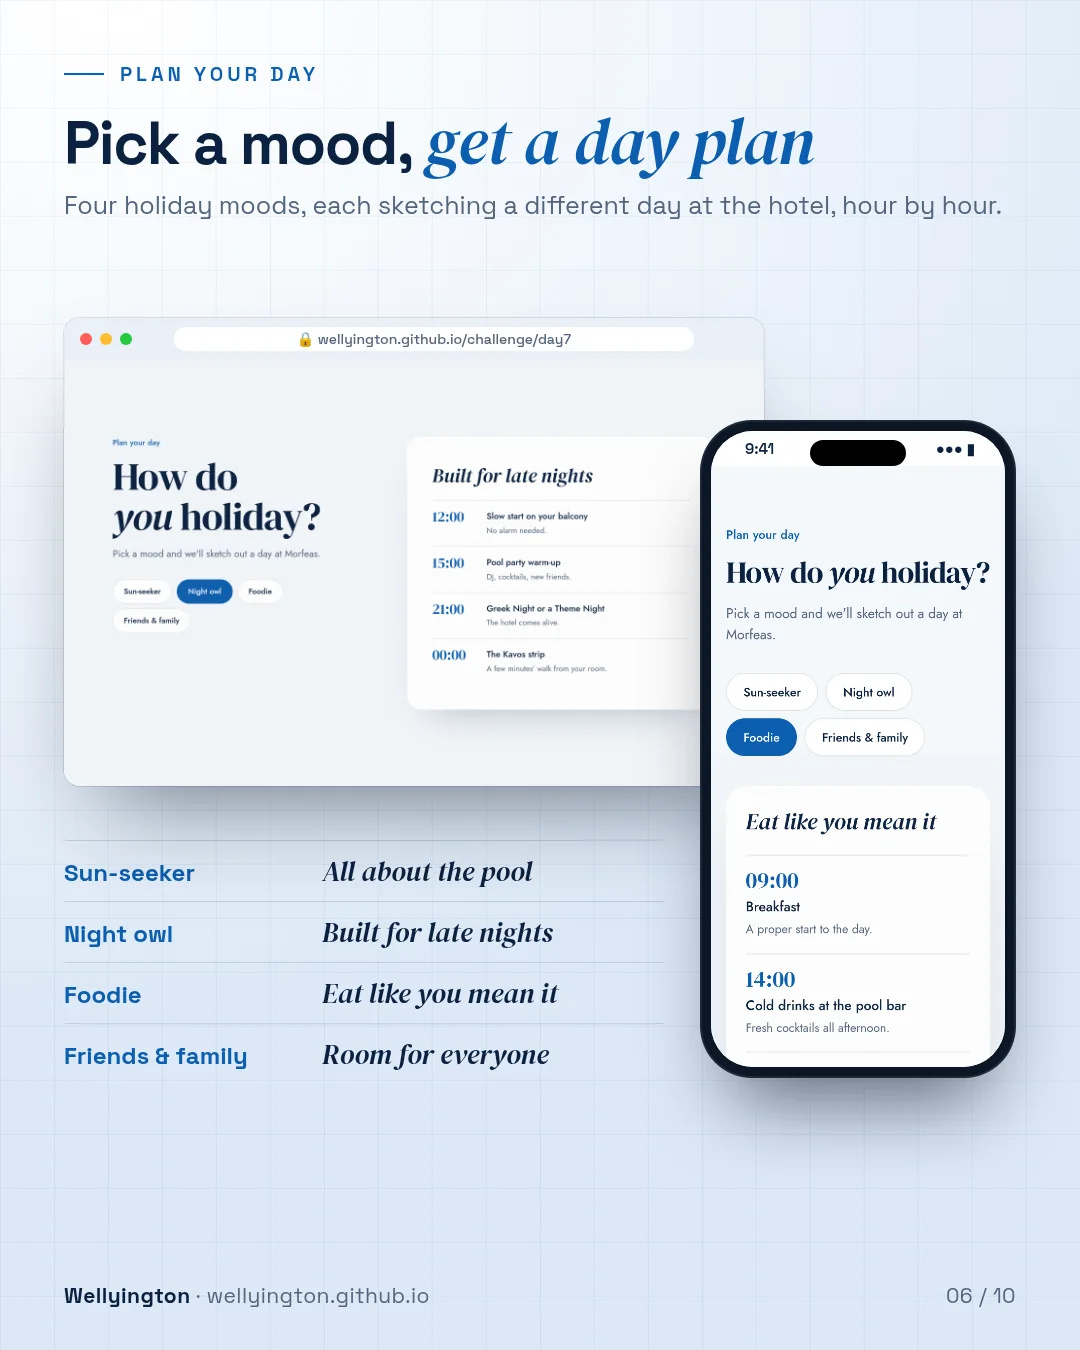 PLAN YOUR DAY
Pick a mood, get a day plan
Four holiday moods, each sketching a different day at the hotel, hour by hour.
wellyington.github.io/challenge/day7
Plan your day
How do
you holiday?
Pick a mood and we'll sketch out a day at Morfeas.
Sun-seeker
Night owl
Foodie
Friends & family
Built for late nights
12:00
Slow start on your balcony
No alarm needed.
15:00
Pool party warm-up
DJ, cocktails, new friends.
21:00
Greek Night or a Theme Night
The hotel comes alive.
00:00
The Kavos strip
A few minutes' walk from your room.
9:41
Plan your day
How do you holiday?
Pick a mood and we'll sketch out a day at
Morfeas.
Sun-seeker
Night owl
Foodie
Friends & family
Eat like you mean it
09:00
Breakfast
A proper start to the day.
14:00
Cold drinks at the pool bar
Fresh cocktails all afternoon.
Sun-seeker All about the pool
Night owl Built for late nights
Foodie Eat like you mean it
Friends & family Room for everyone
Wellyington · wellyington.github.io
06 / 10